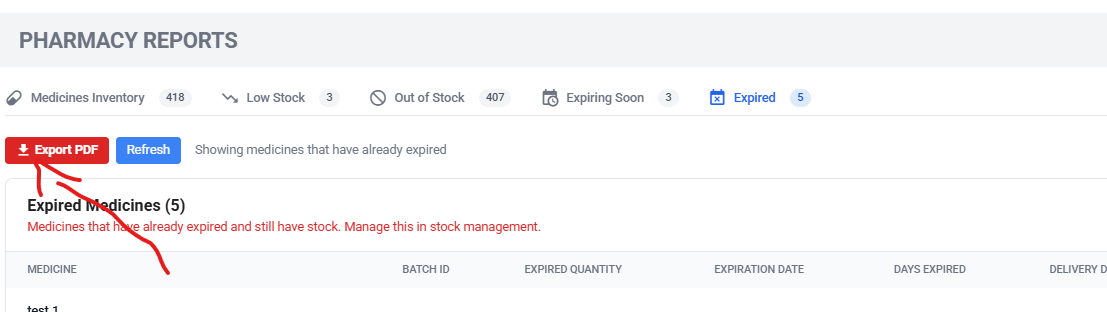 PHARMACY REPORTS
Medicines Inventory 418 Low Stock 3 Out of Stock 407 Expiring Soon 3 Expired 5
Export PDF Refresh Showing medicines that have already expired
Expired Medicines (5)
Medicines that have already expired and still have stock. Manage this in stock management.
MEDICINE BATCH ID EXPIRED QUANTITY EXPIRATION DATE DAYS EXPIRED DELIVERY D
test 1